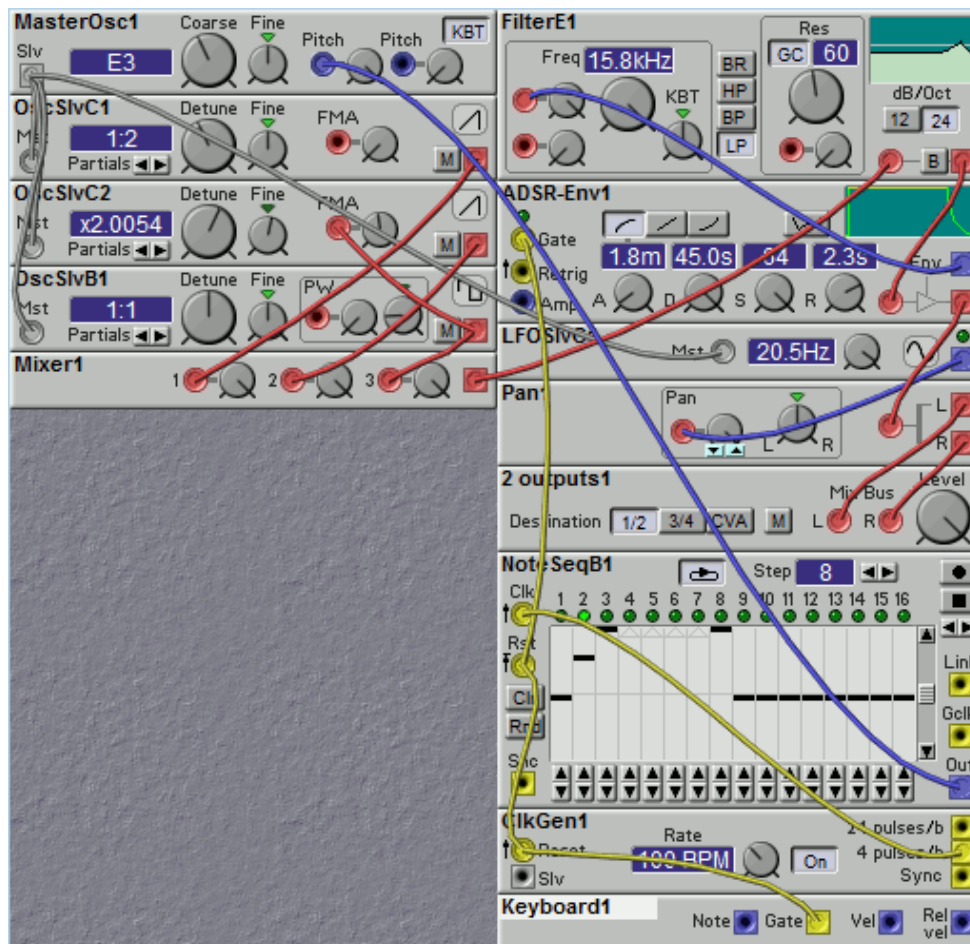 MasterOsc1
Coarse Fine
Pitch Pitch KBT
Slv
E3
OscSlvC1
Detune Fine FMA
Mst
1:2
Partials
M
OscSlvC2
Detune Fine FMA
Mst
x2.0054
Partials
M
OscSlvB1
Detune Fine PW
Mst
1:1
Partials
M
Mixer1
1 2 3
FilterE1
Res
Freq 15.8kHz BR GC 60
KBT HP dB/Oct
BP 12 24
LP
B
ADSR-Env1
Gate
1.8m 45.0s 64 2.3s Env
Retrig
Amp A D S R
Mst 20.5Hz
Pan1
Pan
L R
L
R
2 outputs1
Mix Bus Level
Destination 1/2 3/4 CVA M L R
NoteSeqB1
Step 8
Clk 1 2 3 4 5 6 7 8 9 10 11 12 13 14 15 16
Rst
Link
Clr
Rnd
Gclk
Snc Out
ClkGen1
Rate 24 pulses/b
Reset On 4 pulses/b
Slv Sync
Keyboard1
Note Gate Vel Rel vel